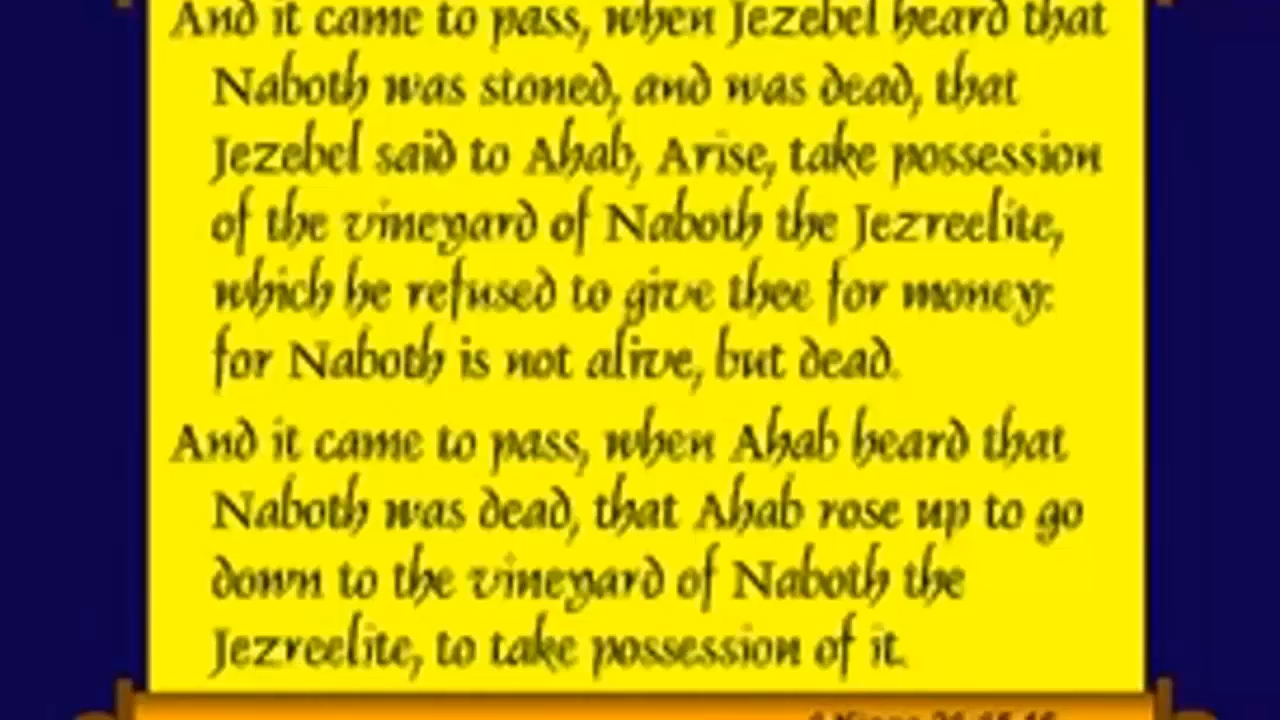 And it came to pass, when Jezebel heard that
Naboth was stoned, and was dead, that
Jezebel said to Ahab, Arise, take possession
of the vineyard of Naboth the Jezreelite,
which he refused to give thee for money:
for Naboth is not alive, but dead.
And it came to pass, when Ahab heard that
Naboth was dead, that Ahab rose up to go
down to the vineyard of Naboth the
Jezreelite, to take possession of it.